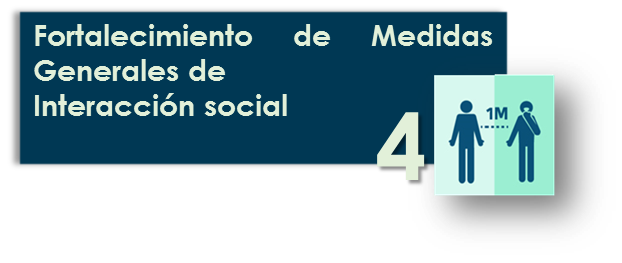 Fortalecimiento de Medidas
Generales de
Interacción social
4
1M